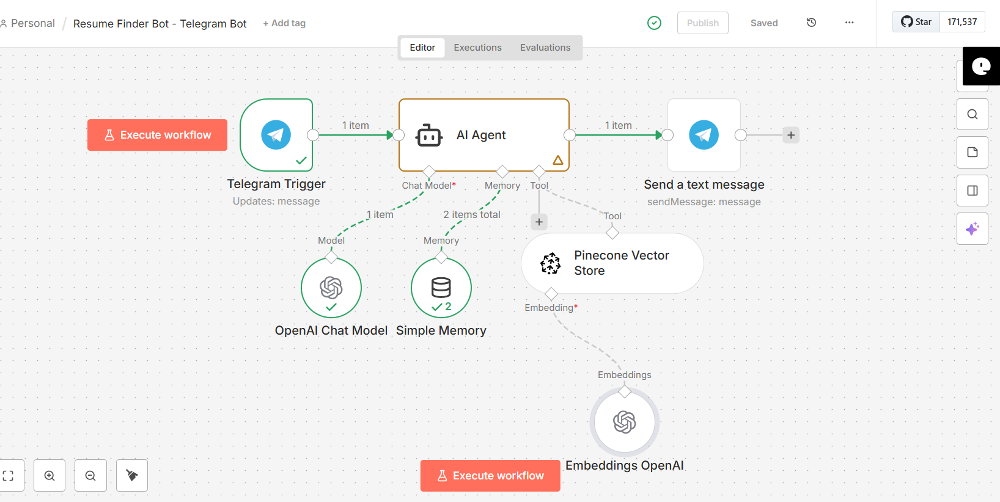 Personal / Resume Finder Bot - Telegram Bot + Add tag
Publish Saved ... Star 171,537
Editor Executions Evaluations
Execute workflow
1 item
AI Agent
1 item
+
Telegram Trigger
Updates: message
Chat Model*
Memory
Tool
Send a text message
sendMessage: message
1 item
2 items total
+
Tool
Model
Memory
Pinecone Vector
Store
2
Embedding*
OpenAI Chat Model
Simple Memory
Embeddings
Embeddings OpenAI
Execute workflow